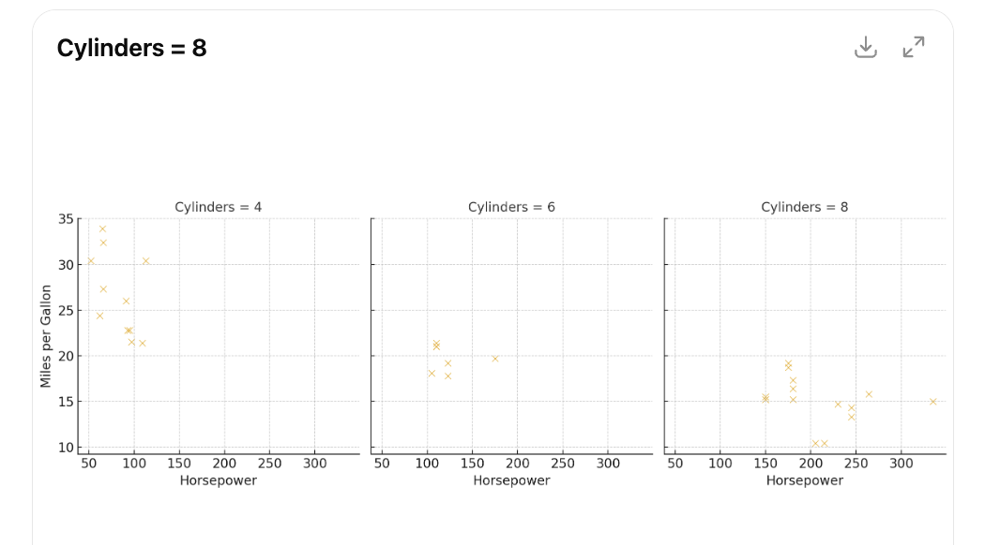 Cylinders = 8
Cylinders = 4
Cylinders = 6
Cylinders = 8
Miles per Gallon
35
30
25
20
15
10
50 100 150 200 250 300
50 100 150 200 250 300
50 100 150 200 250 300
Horsepower
Horsepower
Horsepower